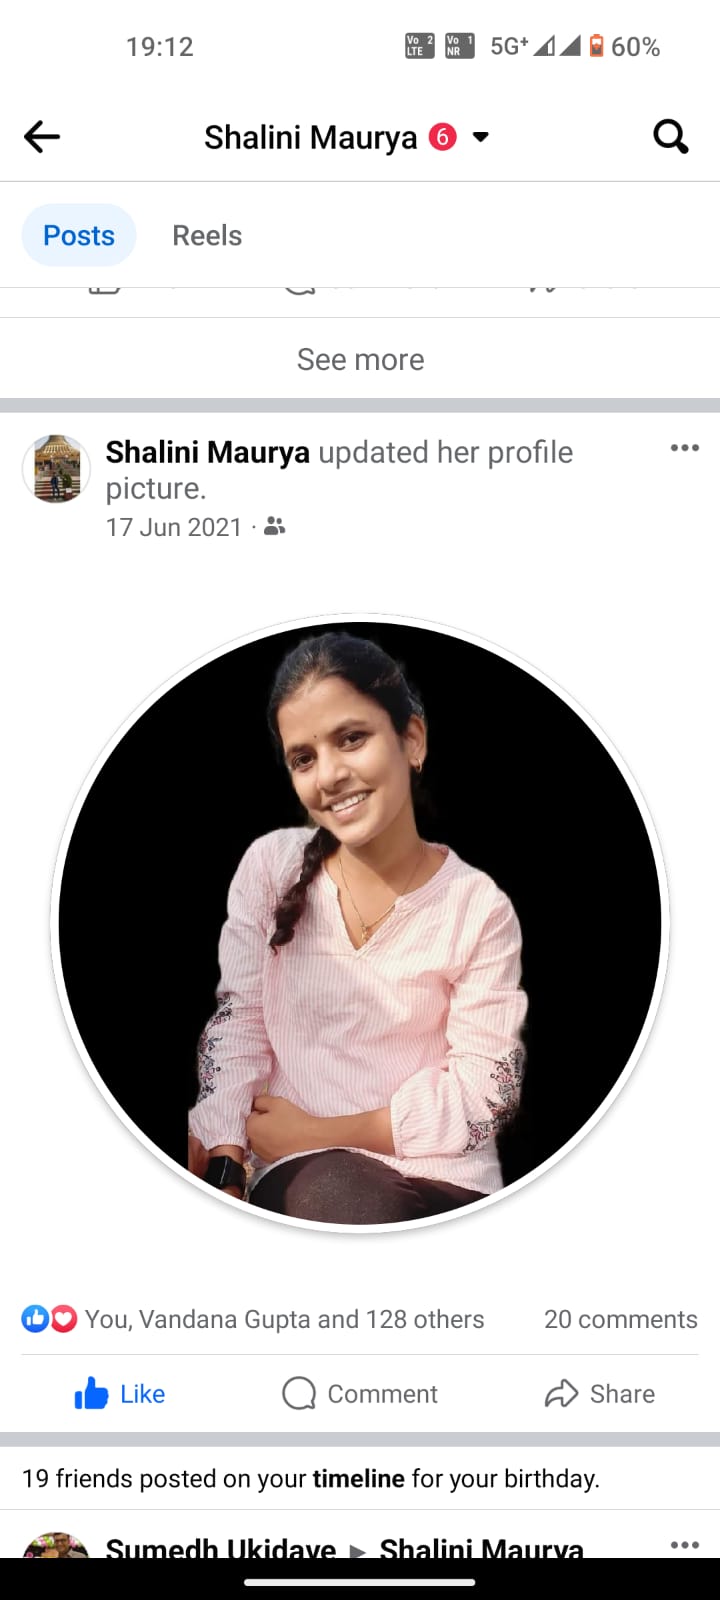 19:12 Vo 2 LTE Vo 1 NR 5G+ 60%
Shalini Maurya 6
Posts Reels
See more
Shalini Maurya updated her profile
picture.
17 Jun 2021 ·
You, Vandana Gupta and 128 others 20 comments
Like Comment Share
19 friends posted on your timeline for your birthday.
Sumedh Ukidave ▸ Shalini Maurya